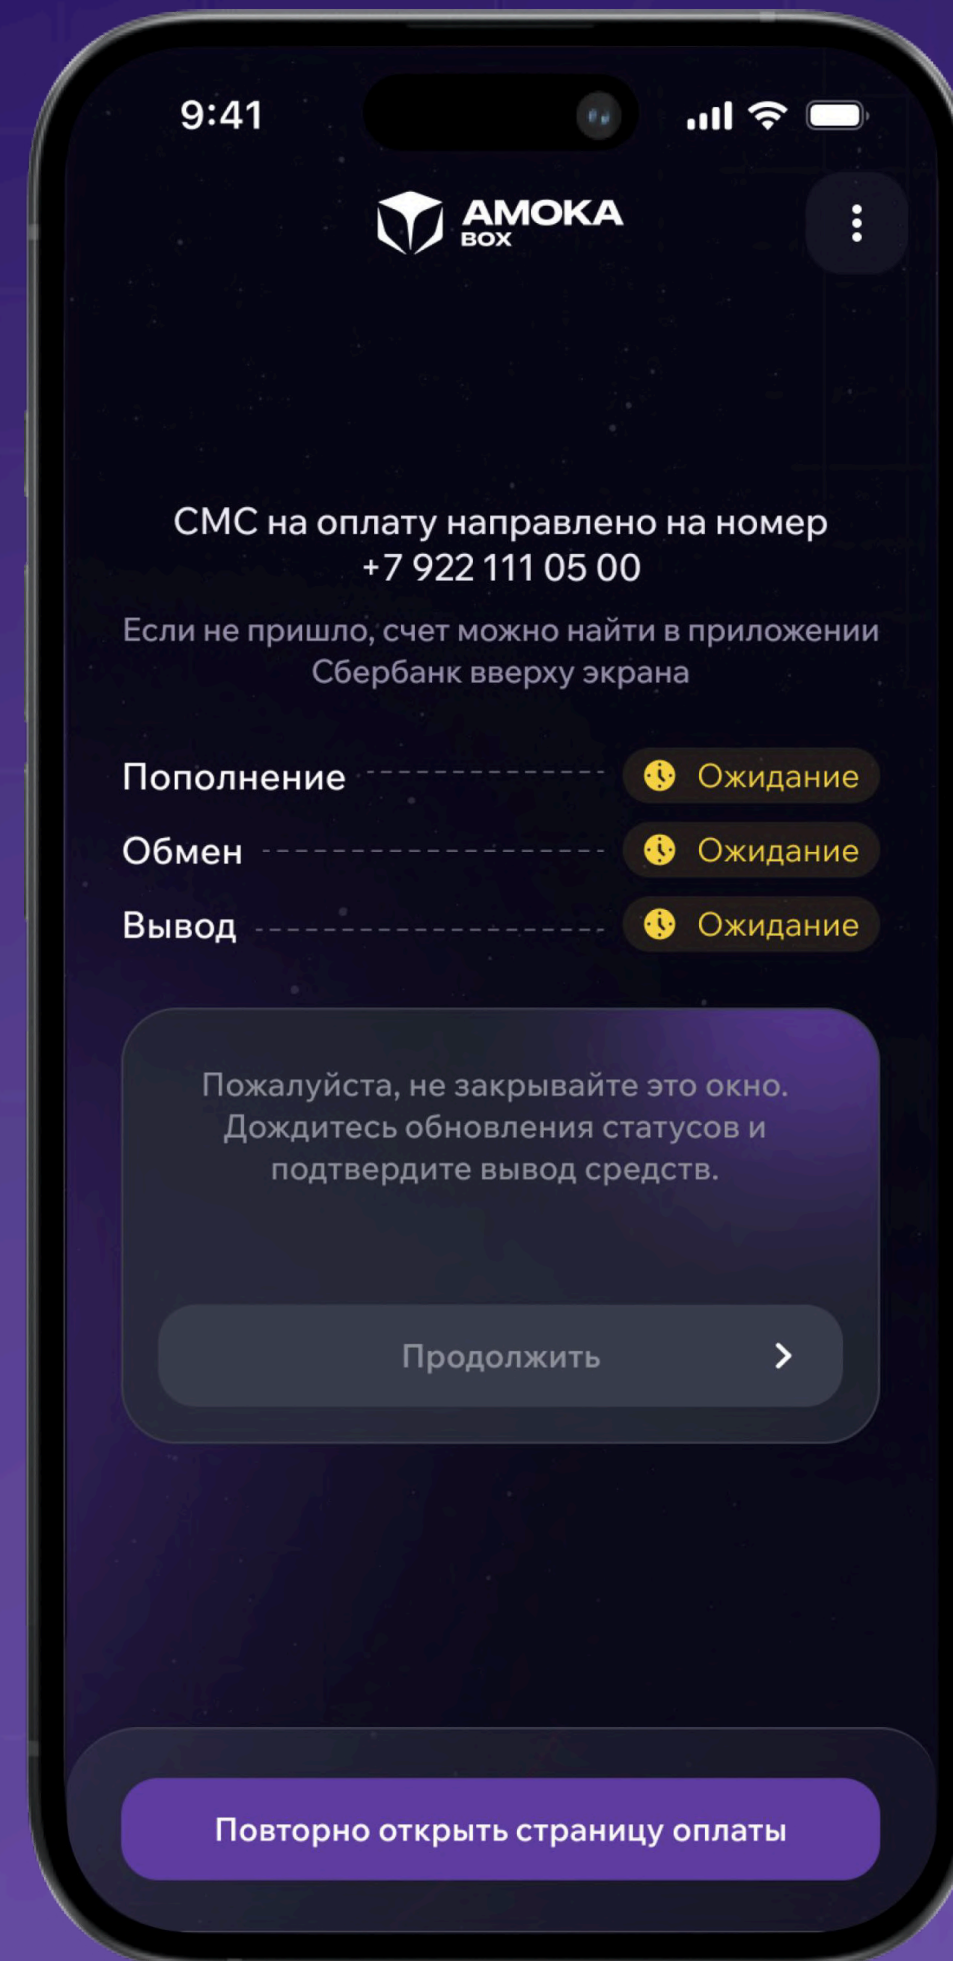 9:41
AMOKA
BOX
СМС на оплату направлено на номер
+7 922 111 05 00
Если не пришло, счет можно найти в приложении
Сбербанк вверху экрана
Пополнение
Ожидание
Обмен
Ожидание
Вывод
Ожидание
Пожалуйста, не закрывайте это окно.
Дождитесь обновления статусов и
подтвердите вывод средств.
Продолжить
Повторно открыть страницу оплаты